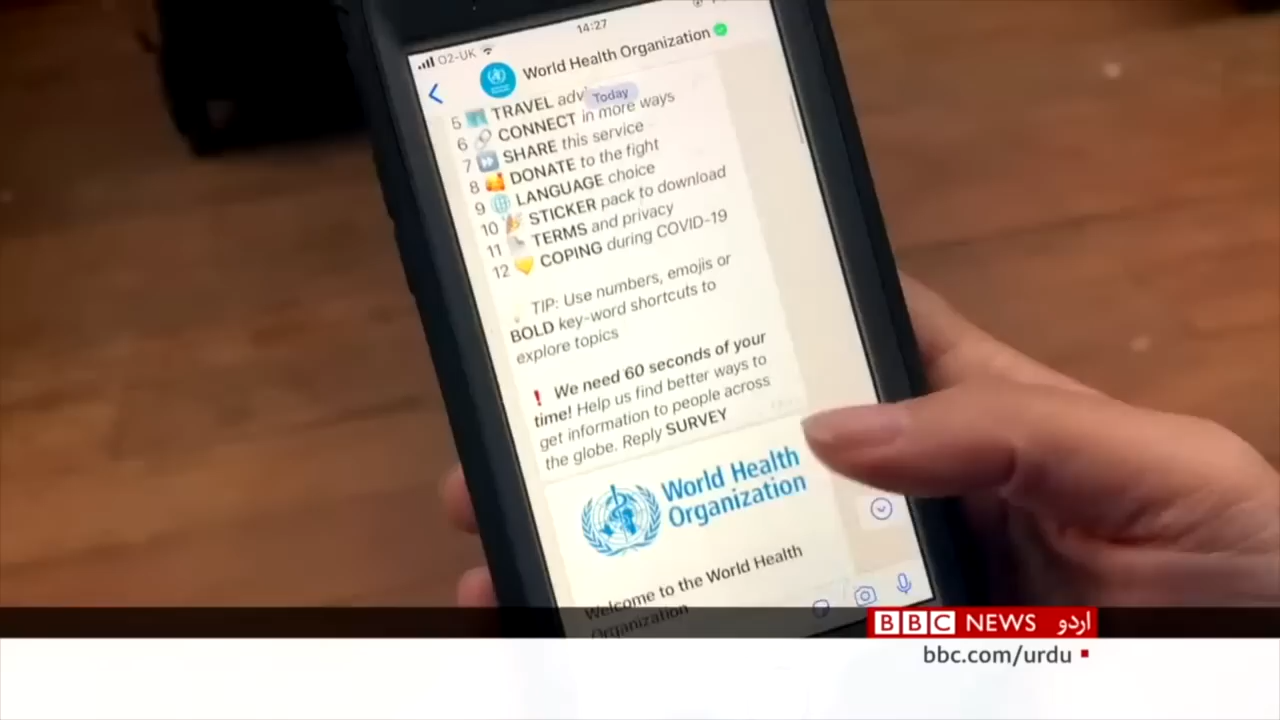 O2-UK
14:27
World Health Organization
Today
5 TRAVEL adv
6 CONNECT in more ways
7 SHARE this service
8 DONATE to the fight
9 LANGUAGE choice
10 STICKER pack to download
11 TERMS and privacy
12 COPING during COVID-19
TIP: Use numbers, emojis or
BOLD key-word shortcuts to
explore topics
❗ We need 60 seconds of your
time! Help us find better ways to
get information to people across
the globe. Reply SURVEY
World Health
Organization
Welcome to the World Health
Organization
BBC NEWS اردو
bbc.com/urdu